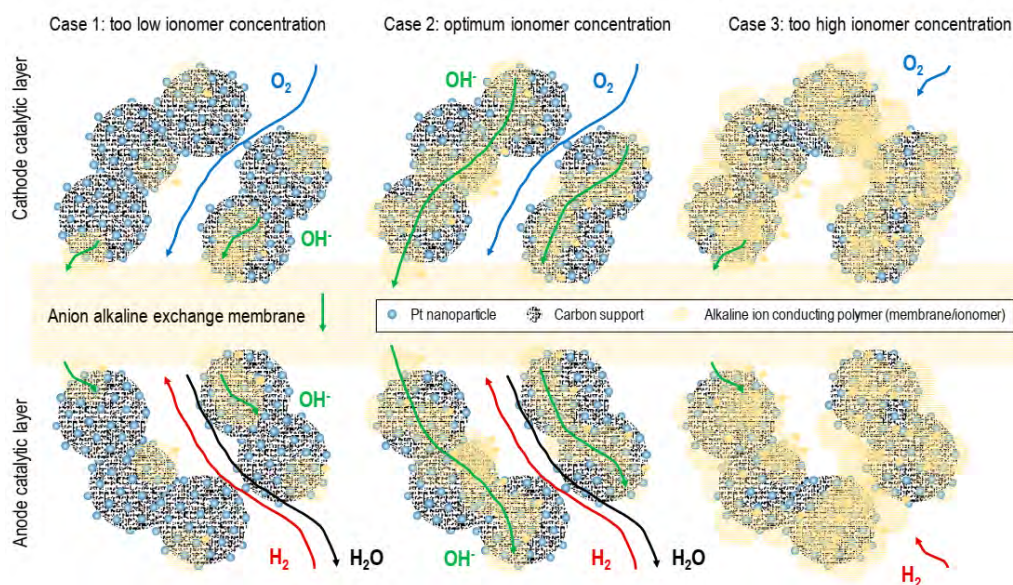 Case 1: too low ionomer concentration
Case 2: optimum ionomer concentration
Case 3: too high ionomer concentration
Cathode catalytic layer
O₂
OH⁻
OH⁻
O₂
O₂
Anion alkaline exchange membrane
Pt nanoparticle
Carbon support
Alkaline ion conducting polymer (membrane/ionomer)
Anode catalytic layer
OH⁻
H₂
H₂O
OH⁻
H₂
H₂O
H₂